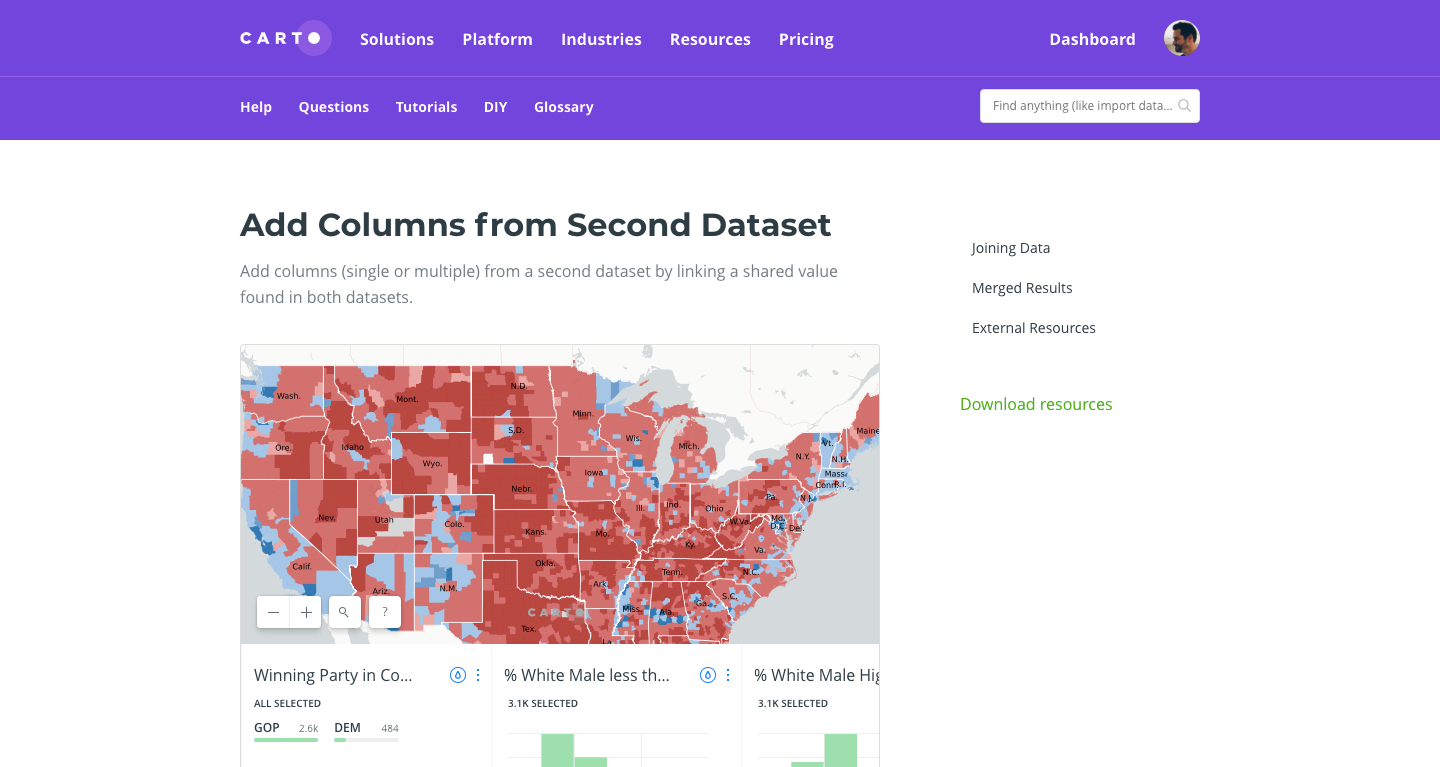 CARTO
Solutions
Platform
Industries
Resources
Pricing
Dashboard
Help
Questions
Tutorials
DIY
Glossary
Find anything (like import data...
Add Columns from Second Dataset
Add columns (single or multiple) from a second dataset by linking a shared value
found in both datasets.
Joining Data
Merged Results
External Resources
Download resources
Wash.
Mont.
N.D.
Minn.
Maine
Ore.
Idaho
S.D.
Wis.
Mich.
Vt.
N.H.
N.Y.
Wyo.
Iowa
Mass.
Conn.
R.I.
Nebr.
Pa.
N.J.
Nev.
Utah
Colo.
Ill.
Ind.
Ohio
W.Va.
Md.
D.C.
Del.
Kans.
Mo.
Ky.
Va.
Calif.
Okla.
Tenn.
N.C.
Ariz.
N.M.
Ark.
S.C.
Miss.
Ala.
Ga.
CARTO
Tex.
La.
?
Winning Party in Co...
ALL SELECTED
GOP 2.6k
DEM 484
% White Male less th...
3.1K SELECTED
% White Male Hig
3.1K SELECTED